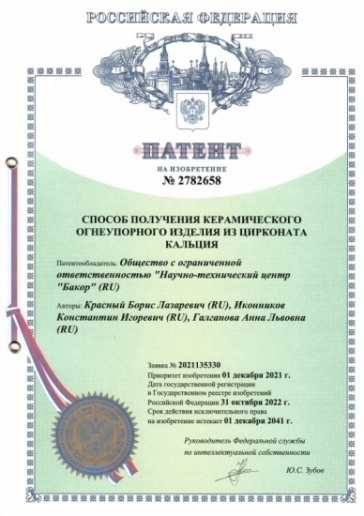 РОССИЙСКАЯ ФЕДЕРАЦИЯ
ПАТЕНТ
НА ИЗОБРЕТЕНИЕ
№ 2782658
СПОСОБ ПОЛУЧЕНИЯ КЕРАМИЧЕСКОГО
ОГНЕУПОРНОГО ИЗДЕЛИЯ ИЗ ЦИРКОНАТА
КАЛЬЦИЯ
Патентообладатель: Общество с ограниченной
ответственностью "Научно-технический центр
"Бакор" (RU)
Авторы: Красный Борис Лазаревич (RU), Иконников
Константин Игоревич (RU), Галганова Анна Львовна
(RU)
Заявка № 2021135330
Приоритет изобретения 01 декабря 2021 г.
Дата государственной регистрации
в Государственном реестре изобретений
Российской Федерации 31 октября 2022 г.
Срок действия исключительного права
на изобретение истекает 01 декабря 2041 г.
Руководитель Федеральной службы
по интеллектуальной собственности
Ю.С. Зубов